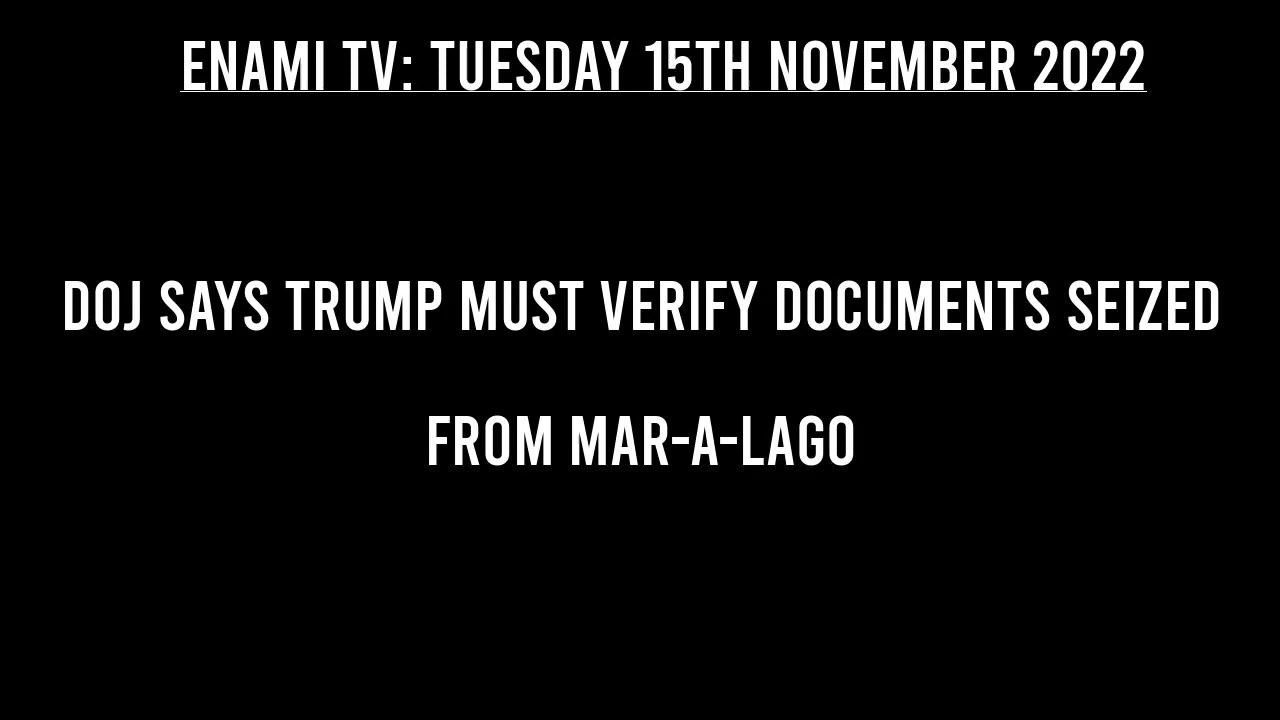 ENAMI TV: TUESDAY 15TH NOVEMBER 2022
DOJ SAYS TRUMP MUST VERIFY DOCUMENTS SEIZED
FROM MAR-A-LAGO